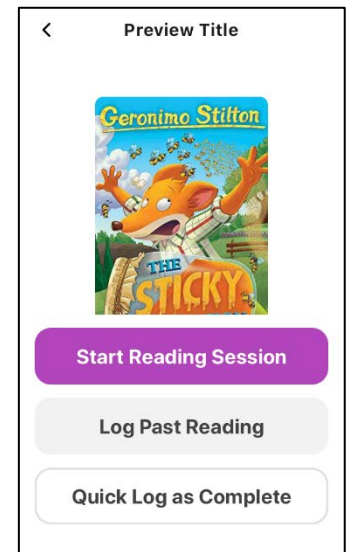 Preview Title
Geronimo Stilton
THE
STICKY
Start Reading Session
Log Past Reading
Quick Log as Complete